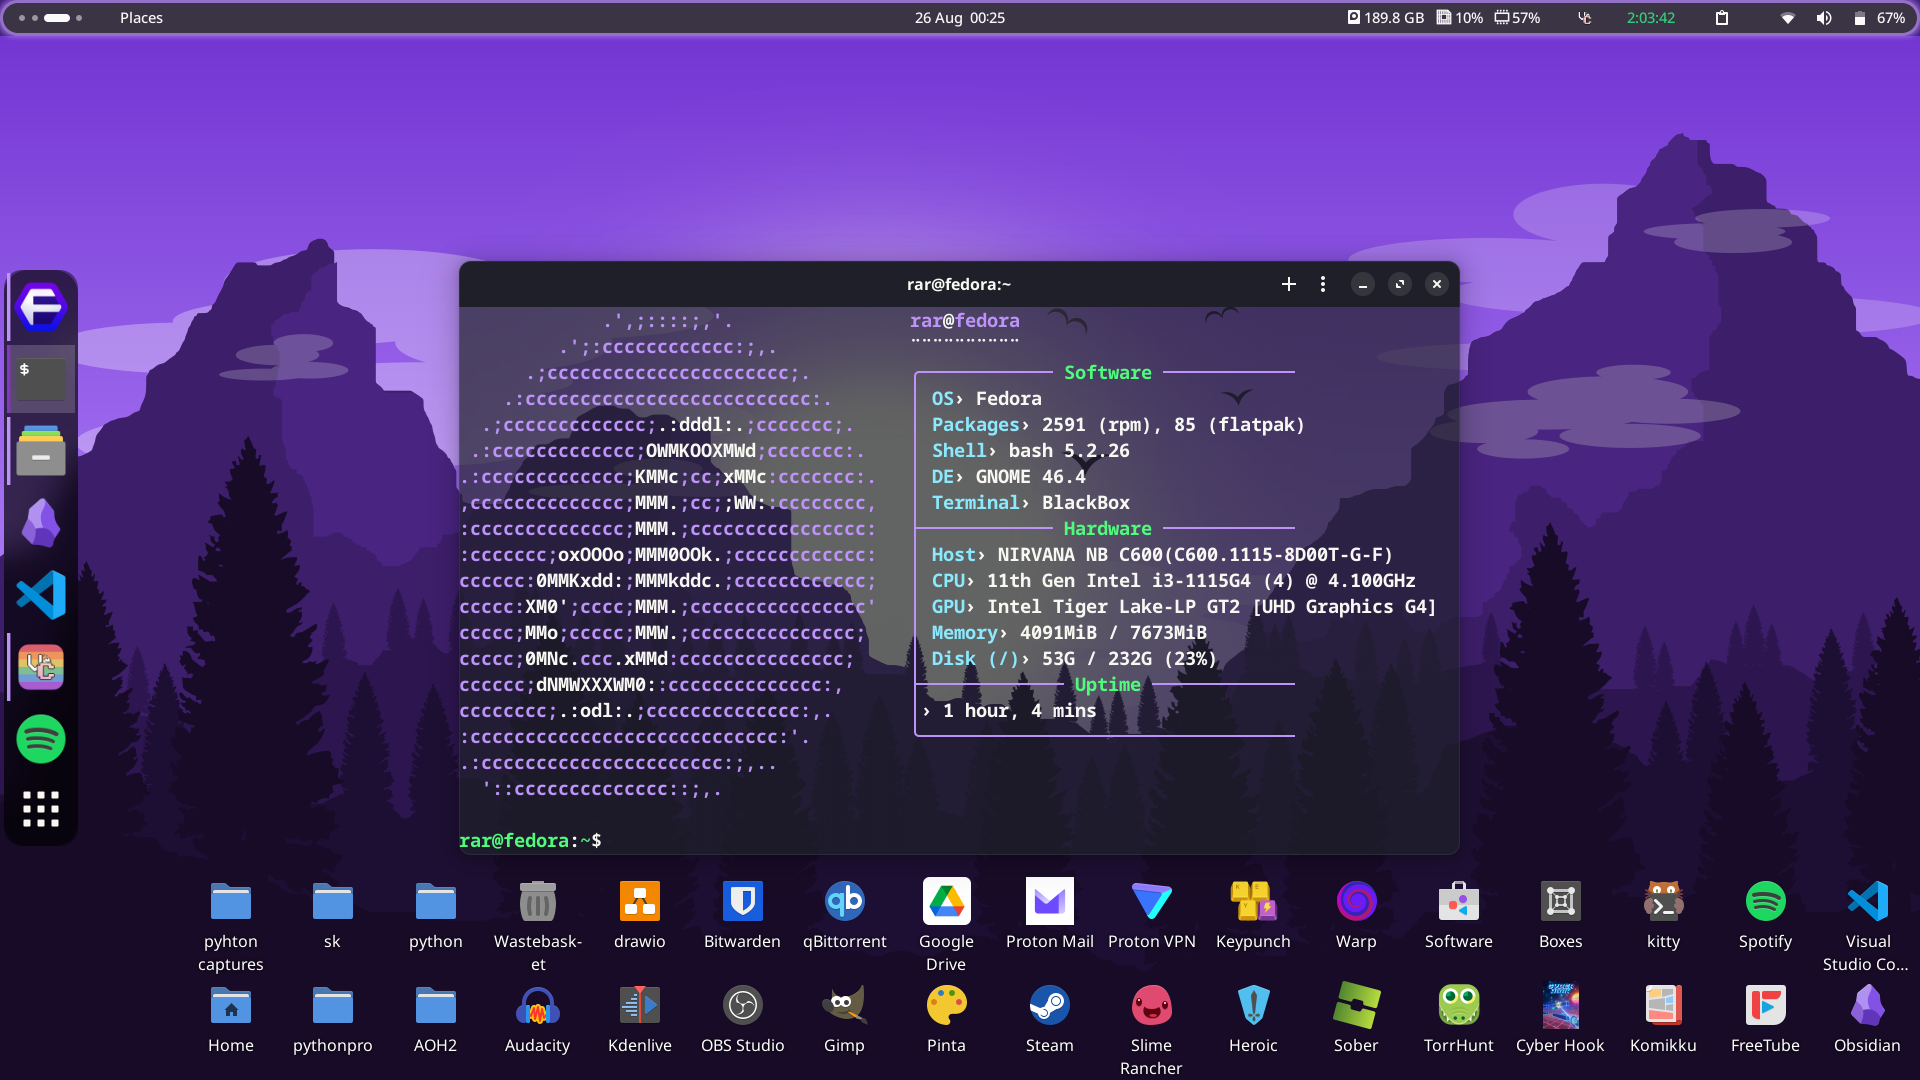 Places
26 Aug 00:25
189.8 GB 10% 57% 2:03:42 67%
rar@fedora:~
$
.',;::::;,'.
.';:cccccccccccc:;,.
.;cccccccccccccccccccccc;.
.:cccccccccccccccccccccccccc:.
.;ccccccccccccc;.:dddl:.;ccccccc;.
.:ccccccccccccc;OWMKOOXMWd;ccccccc:.
.:ccccccccccccc;KMMc;cc;xMMc:ccccccc:.
,cccccccccccccc;MMM.;cc;;WW::cccccccc,
:cccccccccccccc;MMM.;cccccccccccccccc:
:ccccccc;oxOOOo;MMM0OOk.;cccccccccccc:
cccccc:0MMKxdd:;MMMkddc.;cccccccccccc;
ccccc:XM0';cccc;MMM.;cccccccccccccccc'
ccccc;MMo;ccccc;MMW.;ccccccccccccccc;
ccccc;0MNc.ccc.xMMd:ccccccccccccccc;
cccccc;dNMWXXXWM0::cccccccccccccc:,
cccccccc;.:odl:.;cccccccccccccc:,.
:cccccccccccccccccccccccccccc:'.
.:cccccccccccccccccccccc:;,..
'::cccccccccccccc::;,.
rar@fedora
Software
OS› Fedora
Packages› 2591 (rpm), 85 (flatpak)
Shell› bash 5.2.26
DE› GNOME 46.4
Terminal› BlackBox
Hardware
Host› NIRVANA NB C600(C600.1115-8D00T-G-F)
CPU› 11th Gen Intel i3-1115G4 (4) @ 4.100GHz
GPU› Intel Tiger Lake-LP GT2 [UHD Graphics G4]
Memory› 4091MiB / 7673MiB
Disk (/)› 53G / 232G (23%)
Uptime
› 1 hour, 4 mins
rar@fedora:~$
pyhton
captures
sk
python
Wastebask-
et
drawio
Bitwarden
qBittorrent
Google
Drive
Proton Mail
Proton VPN
Keypunch
Warp
Software
Boxes
kitty
Spotify
Visual
Studio Co...
Home
pythonpro
AOH2
Audacity
Kdenlive
OBS Studio
Gimp
Pinta
Steam
Slime
Rancher
Heroic
Sober
TorrHunt
Cyber Hook
Komikku
FreeTube
Obsidian